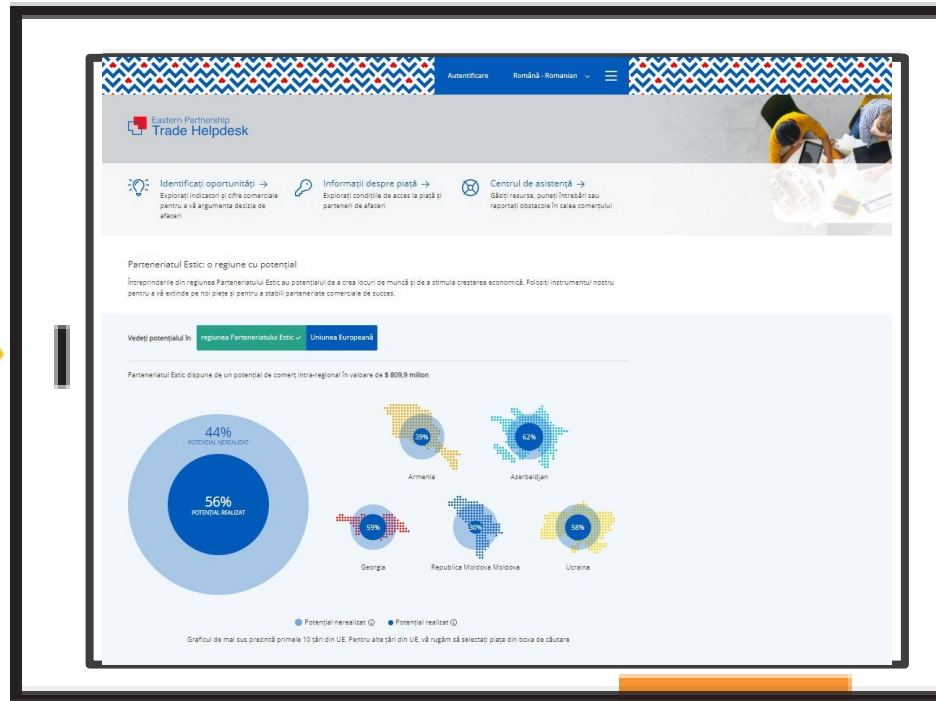 Autentificare
Română - Romanian
Eastern Partnership
Trade Helpdesk
Identificați oportunități →
Explorați indicatori și cifre comerciale
pentru a vă argumenta decizia de
afaceri
Informații despre piață →
Explorați condițiile de acces la piață și
parteneri de afaceri
Centrul de asistență →
Găsiți resurse, puneți întrebări sau
raportați obstacole în calea comerțului
Parteneriatul Estic: o regiune cu potențial
Întreprinderile din regiunea Parteneriatului Estic au potențialul de a crea locuri de muncă și de a stimula creșterea economică. Folosiți instrumentul nostru
pentru a vă extinde pe noi piețe și pentru a stabili parteneriate comerciale de succes.
Vedeți potențialul în
regiunea Parteneriatului Estic ✓
Uniunea Europeană
Parteneriatul Estic dispune de un potențial de comerț intra-regional în valoare de $ 809,9 milion
44%
POTENȚIAL NEREALIZAT
56%
POTENȚIAL REALIZAT
39%
Armenia
62%
Azerbaidjan
59%
Georgia
30%
Republica Moldova Moldova
58%
Ucraina
Potențial nerealizat
Potențial realizat
Graficul de mai sus prezintă primele 10 țări din UE. Pentru alte țări din UE, vă rugăm să selectați piața din boxa de căutare